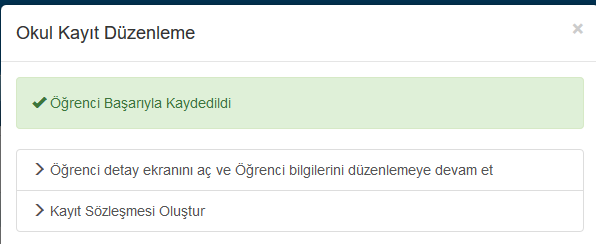 Okul Kayıt Düzenleme
×
Öğrenci Başarıyla Kaydedildi
Öğrenci detay ekranını aç ve Öğrenci bilgilerini düzenlemeye devam et
Kayıt Sözleşmesi Oluştur